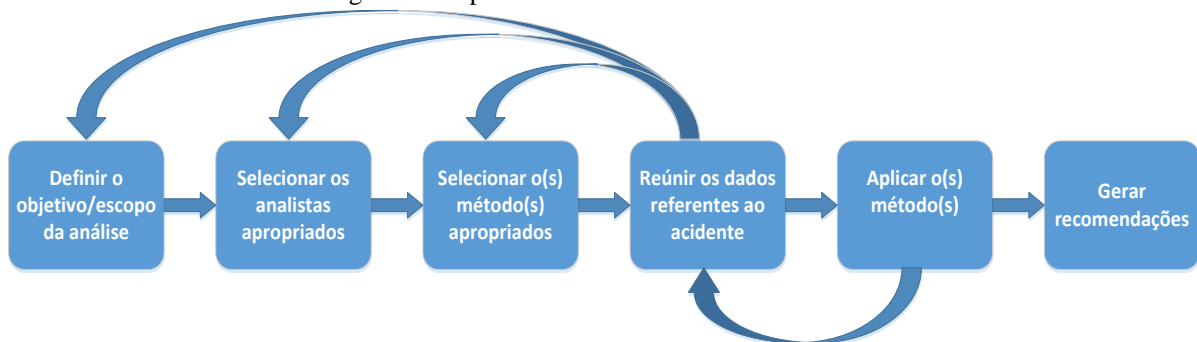 Definir o
objetivo/escopo
da análise
Selecionar os
analistas
apropriados
Selecionar o(s)
método(s)
apropriados
Reúnir os dados
referentes ao
acidente
Aplicar o(s)
método(s)
Gerar
recomendações